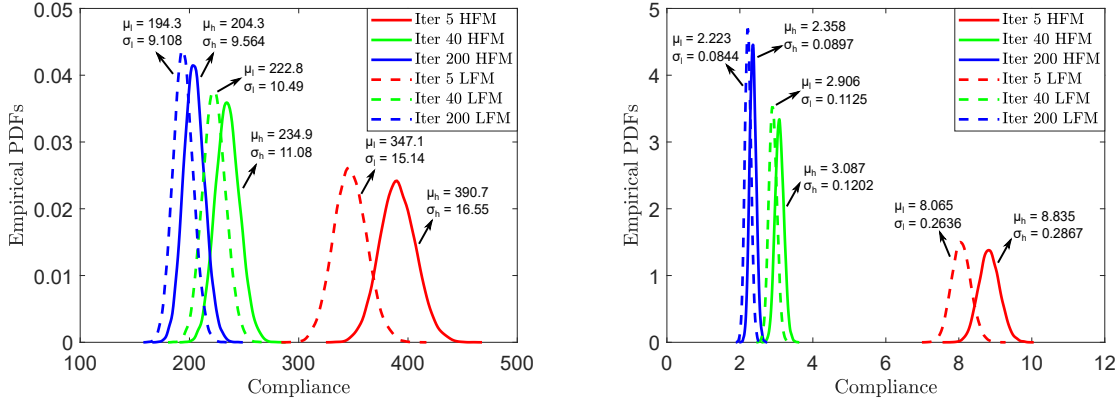 μₗ = 194.3
σₗ = 9.108
μₕ = 204.3
σₕ = 9.564
μₗ = 222.8
σₗ = 10.49
μₕ = 234.9
σₕ = 11.08
μₗ = 347.1
σₗ = 15.14
μₕ = 390.7
σₕ = 16.55
Iter 5 HFM
Iter 40 HFM
Iter 200 HFM
Iter 5 LFM
Iter 40 LFM
Iter 200 LFM
Empirical PDFs
0.05
0.04
0.03
0.02
0.01
0
100
200
300
400
500
Compliance
μₗ = 2.223
σₗ = 0.0844
μₕ = 2.358
σₕ = 0.0897
μₗ = 2.906
σₗ = 0.1125
μₕ = 3.087
σₕ = 0.1202
μₗ = 8.065
σₗ = 0.2636
μₕ = 8.835
σₕ = 0.2867
Iter 5 HFM
Iter 40 HFM
Iter 200 HFM
Iter 5 LFM
Iter 40 LFM
Iter 200 LFM
Empirical PDFs
5
4
3
2
1
0
0
2
4
6
8
10
12
Compliance